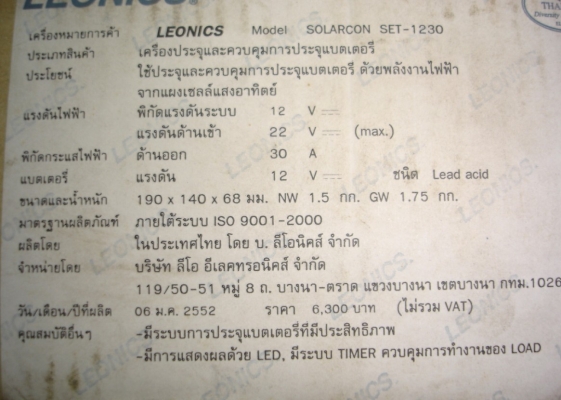 LEONICS.
THA
Diversity
เครื่องหมายการค้า LEONICS Model SOLARCON SET-1230
ประเภทสินค้า เครื่องประจุและควบคุมการประจุแบตเตอรี่
ประโยชน์ ใช้ประจุและควบคุมการประจุแบตเตอรี่ ด้วยพลังงานไฟฟ้า
จากแผงเซลล์แสงอาทิตย์
แรงดันไฟฟ้า พิกัดแรงดันระบบ 12 V
แรงดันด้านเข้า 22 V (max.)
พิกัดกระแสไฟฟ้า ด้านออก 30 A
แบตเตอรี่ แรงดัน 12 V ชนิด Lead acid
ขนาดและน้ำหนัก 190 x 140 x 68 มม. NW 1.5 กก. GW 1.75 กก.
มาตรฐานผลิตภัณฑ์ ภายใต้ระบบ ISO 9001-2000
ผลิตโดย ในประเทศไทย โดย บ. ลีโอนิคส์ จำกัด
จำหน่ายโดย บริษัท ลีโอ อีเลคทรอนิคส์ จำกัด
119/50-51 หมู่ 8 ถ. บางนา-ตราด แขวงบางนา เขตบางนา กทม.1026
วัน/เดือน/ปีที่ผลิต 06 ม.ค. 2552 ราคา 6,300 บาท (ไม่รวม VAT)
คุณสมบัติอื่นๆ -มีระบบการประจุแบตเตอรี่ที่มีประสิทธิภาพ
-มีการแสดงผลด้วย LED, มีระบบ TIMER ควบคุมการทำงานของ LOAD